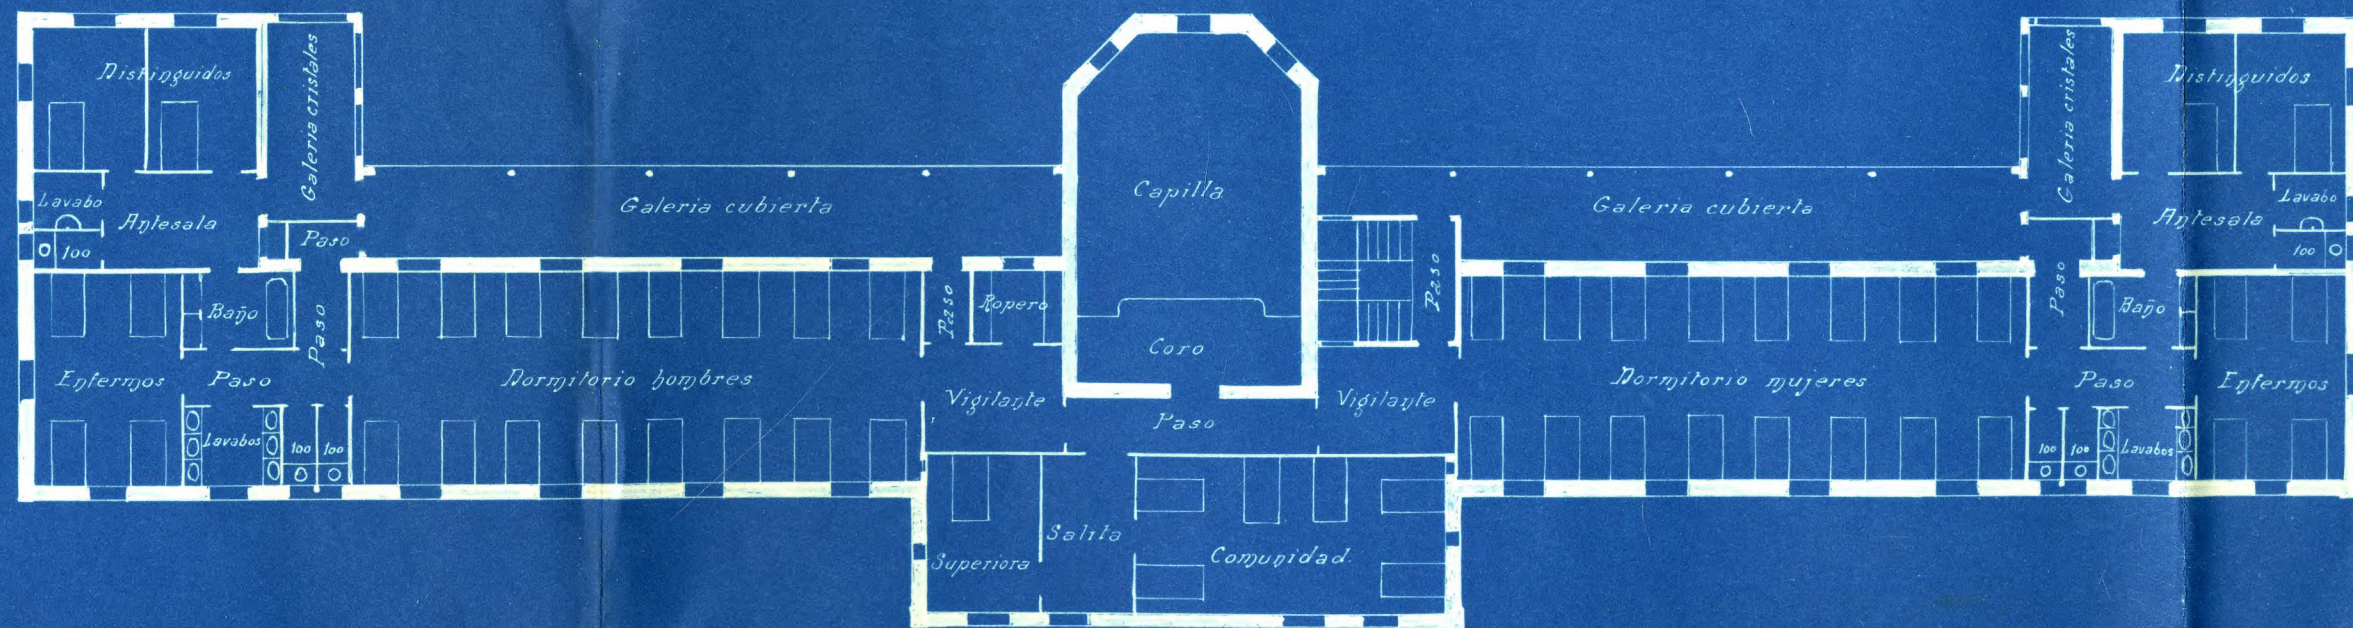 Distinguidos
Galeria cristales
Lavabo
100
Antesala
Paso
Galeria cubierta
Capilla
Coro
Galeria cubierta
Galeria cristales
Distinguidos
Lavabo
100
Antesala
Enfermos
Baño
Paso
Paso
Lavabos
100
100
Dormitorio hombres
Paso
Ropero
Vigilante
Paso
Vigilante
Paso
Dormitorio mujeres
Paso
Baño
Paso
100
100
Lavabos
Enfermos
Superiora
Salita
Comunidad.